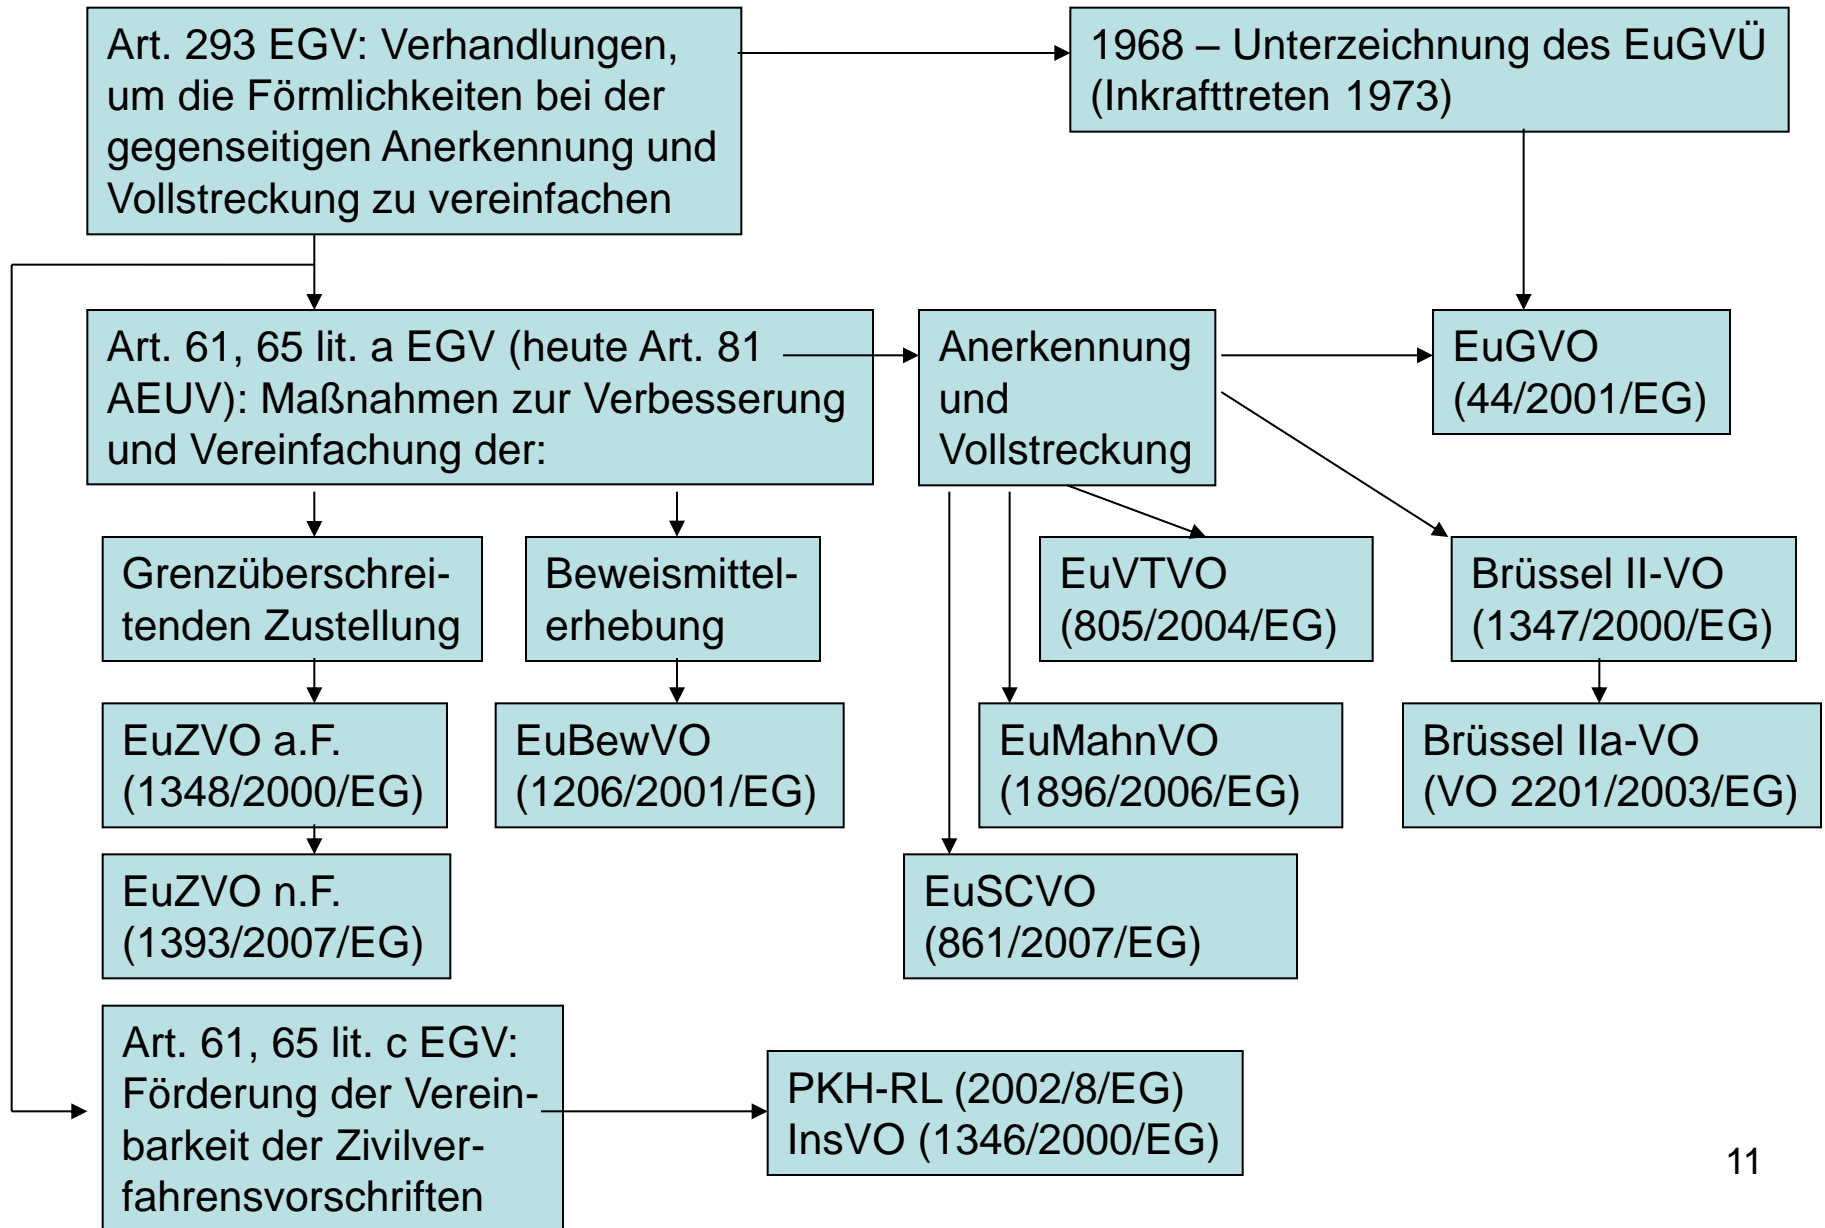 Art. 293 EGV: Verhandlungen,
um die Förmlichkeiten bei der
gegenseitigen Anerkennung und
Vollstreckung zu vereinfachen
1968 – Unterzeichnung des EuGVÜ
(Inkrafttreten 1973)
Art. 61, 65 lit. a EGV (heute Art. 81
AEUV): Maßnahmen zur Verbesserung
und Vereinfachung der:
Anerkennung
und
Vollstreckung
EuGVO
(44/2001/EG)
Grenzüberschrei-
tenden Zustellung
Beweismittel-
erhebung
EuVTVO
(805/2004/EG)
Brüssel II-VO
(1347/2000/EG)
EuZVO a.F.
(1348/2000/EG)
EuBewVO
(1206/2001/EG)
EuMahnVO
(1896/2006/EG)
Brüssel IIa-VO
(VO 2201/2003/EG)
EuZVO n.F.
(1393/2007/EG)
EuSCVO
(861/2007/EG)
Art. 61, 65 lit. c EGV:
Förderung der Verein-
barkeit der Zivilver-
fahrensvorschriften
PKH-RL (2002/8/EG)
InsVO (1346/2000/EG)
11